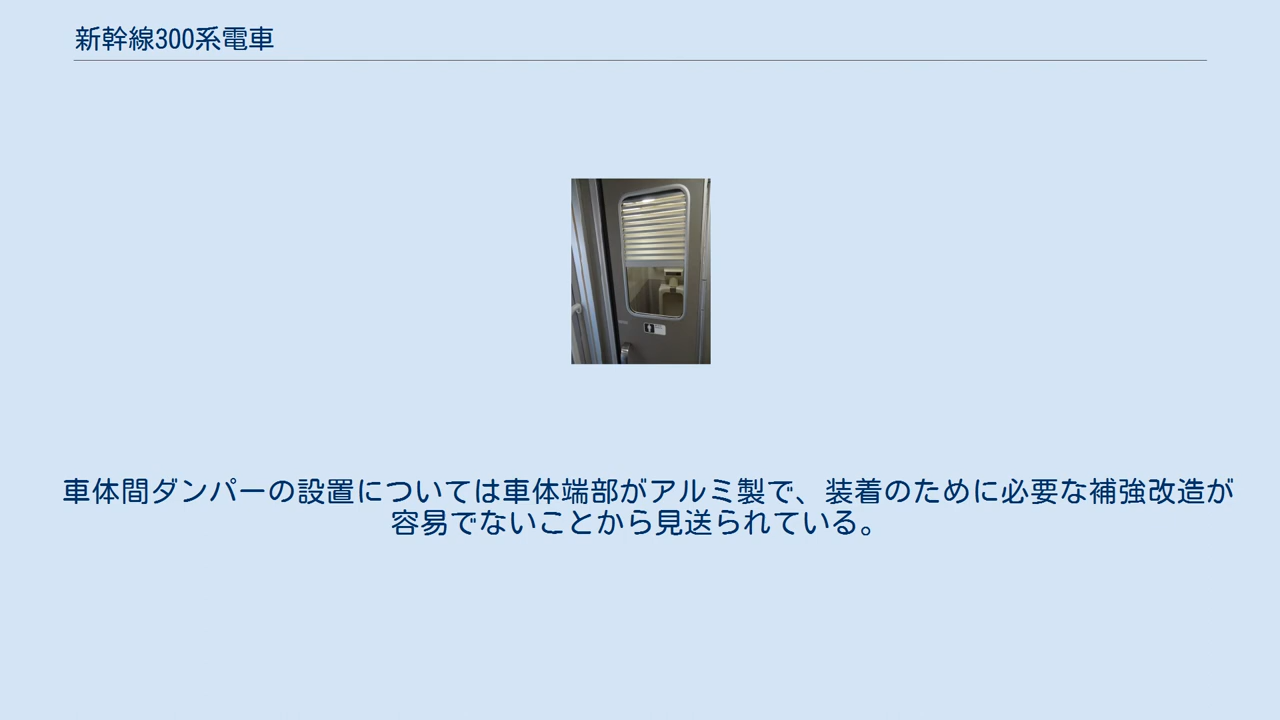 新幹線300系電車
車体間ダンパーの設置については車体端部がアルミ製で、装着のために必要な補強改造が
容易でないことから見送られている。